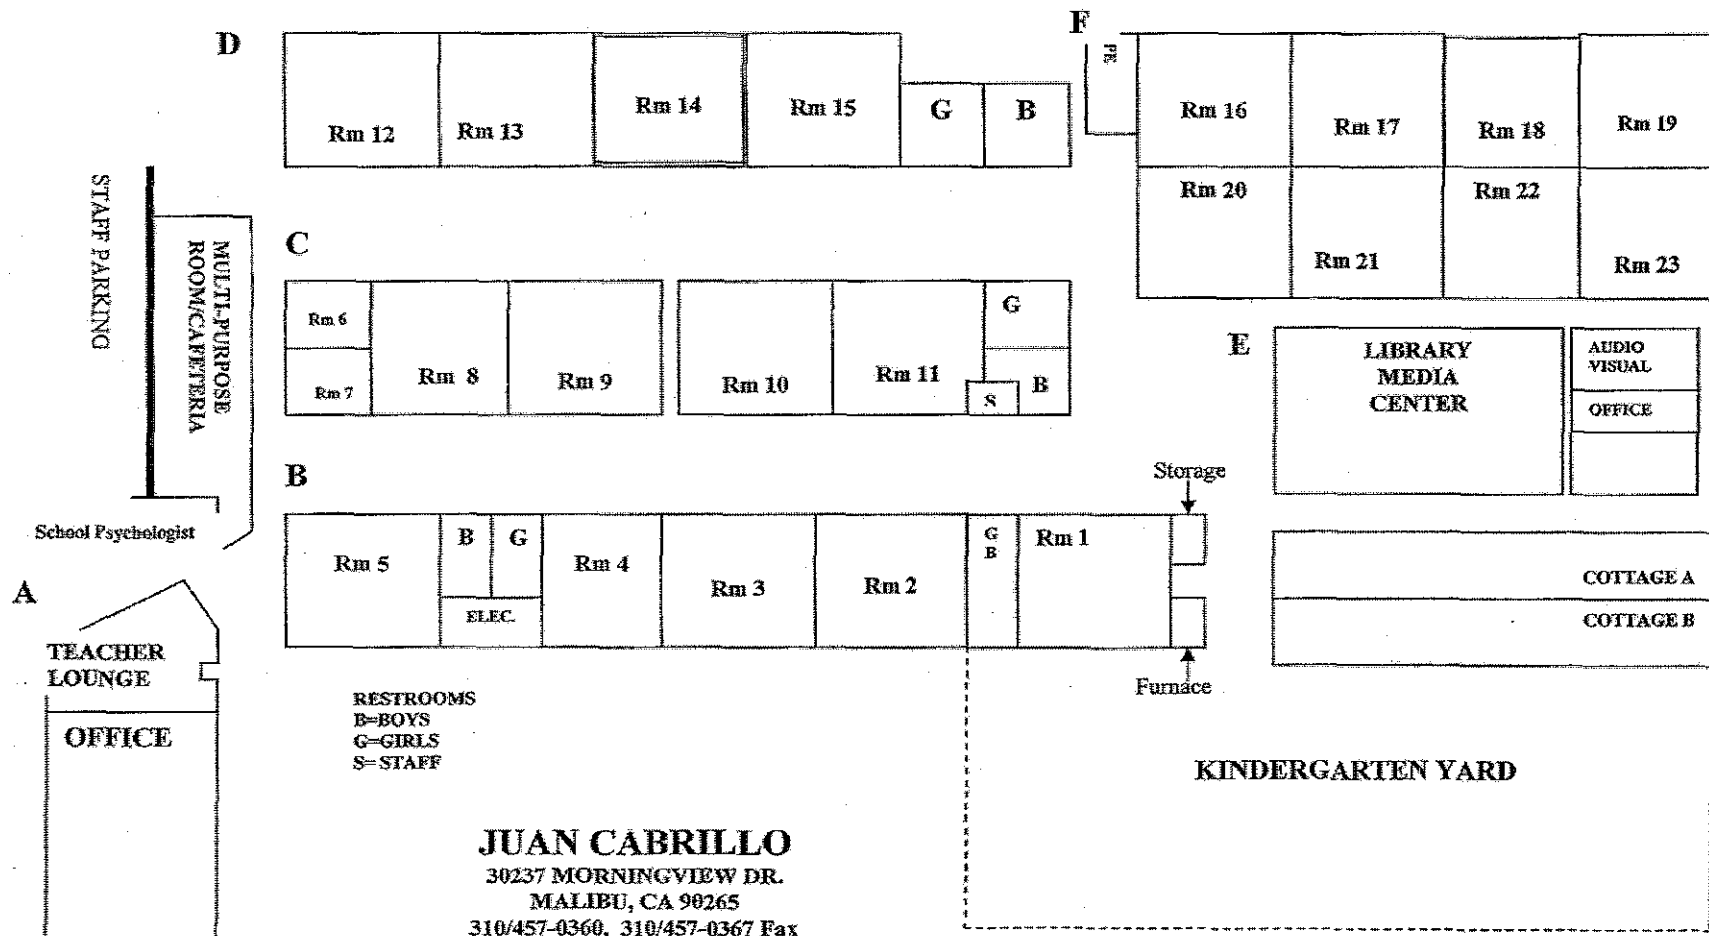 D
F
PE
Rm 12
Rm 13
Rm 14
Rm 15
G
B
Rm 16
Rm 17
Rm 18
Rm 19
Rm 20
Rm 21
Rm 22
Rm 23
STAFF PARKING
MULTI-PURPOSE
ROOM/CAFETERIA
School Psychologist
C
Rm 6
Rm 7
Rm 8
Rm 9
Rm 10
Rm 11
G
B
S
E
LIBRARY
MEDIA
CENTER
AUDIO
VISUAL
OFFICE
B
Rm 5
B
G
ELEC.
Rm 4
Rm 3
Rm 2
G
B
Rm 1
Storage
Furnace
COTTAGE A
COTTAGE B
A
TEACHER
LOUNGE
OFFICE
RESTROOMS
B=BOYS
G=GIRLS
S=STAFF
KINDERGARTEN YARD
JUAN CABRILLO
30237 MORNINGVIEW DR.
MALIBU, CA 90265
310/457-0360, 310/457-0367 Fax